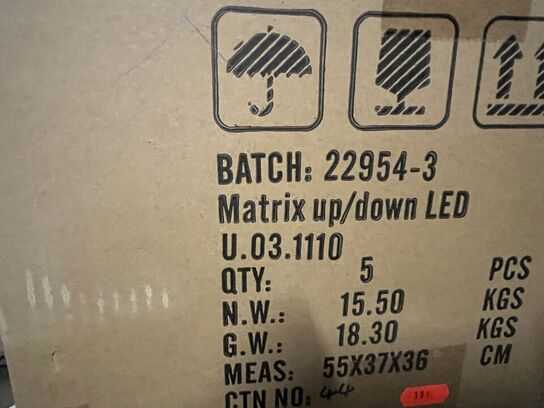 BATCH: 22954-3
Matrix up/down LED
U.03.1110
QTY: 5 PCS
N.W.: 15.50 KGS
G.W.: 18.30 KGS
MEAS: 55X37X36 CM
CTN NO: 44